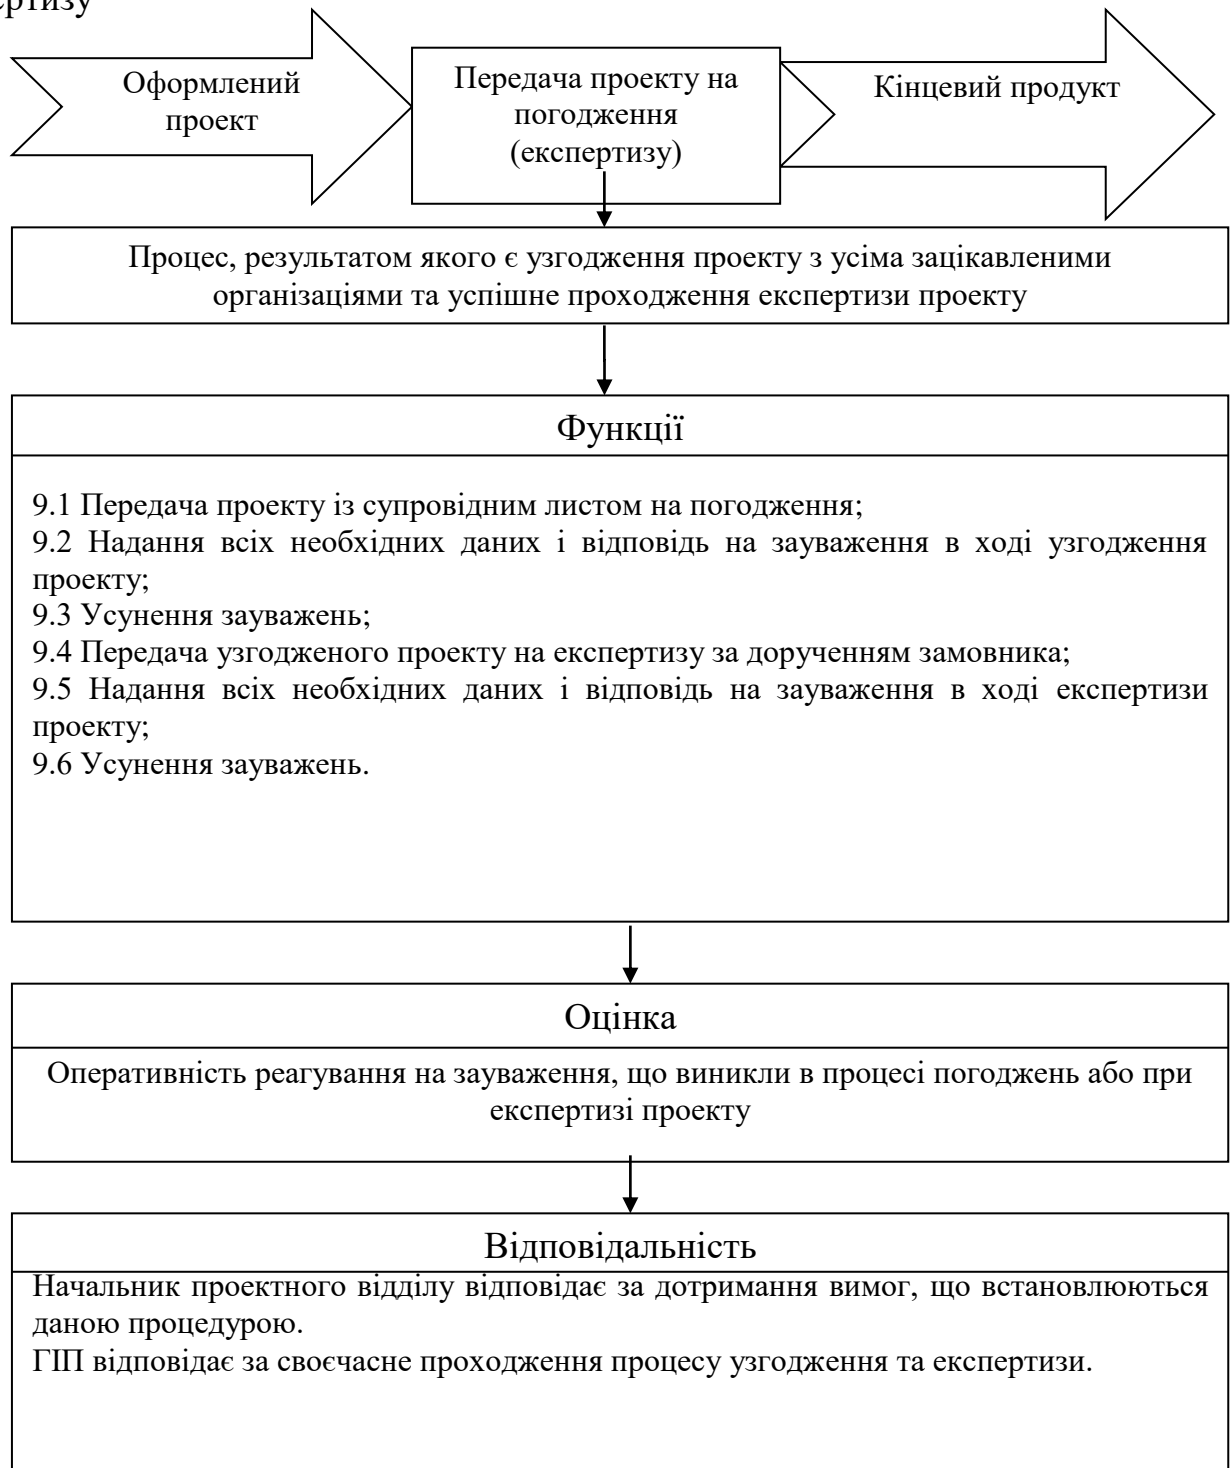 ертизу
Оформлений
проект
Передача проекту на
погодження
(експертизу)
Кінцевий продукт
Процес, результатом якого є узгодження проекту з усіма зацікавленими
організаціями та успішне проходження експертизи проекту
Функції
9.1 Передача проекту із супровідним листом на погодження;
9.2 Надання всіх необхідних даних і відповідь на зауваження в ході узгодження
проекту;
9.3 Усунення зауважень;
9.4 Передача узгодженого проекту на експертизу за дорученням замовника;
9.5 Надання всіх необхідних даних і відповідь на зауваження в ході експертизи
проекту;
9.6 Усунення зауважень.
Оцінка
Оперативність реагування на зауваження, що виникли в процесі погоджень або при
експертизі проекту
Відповідальність
Начальник проектного відділу відповідає за дотримання вимог, що встановлюються
даною процедурою.
ГІП відповідає за своєчасне проходження процесу узгодження та експертизи.